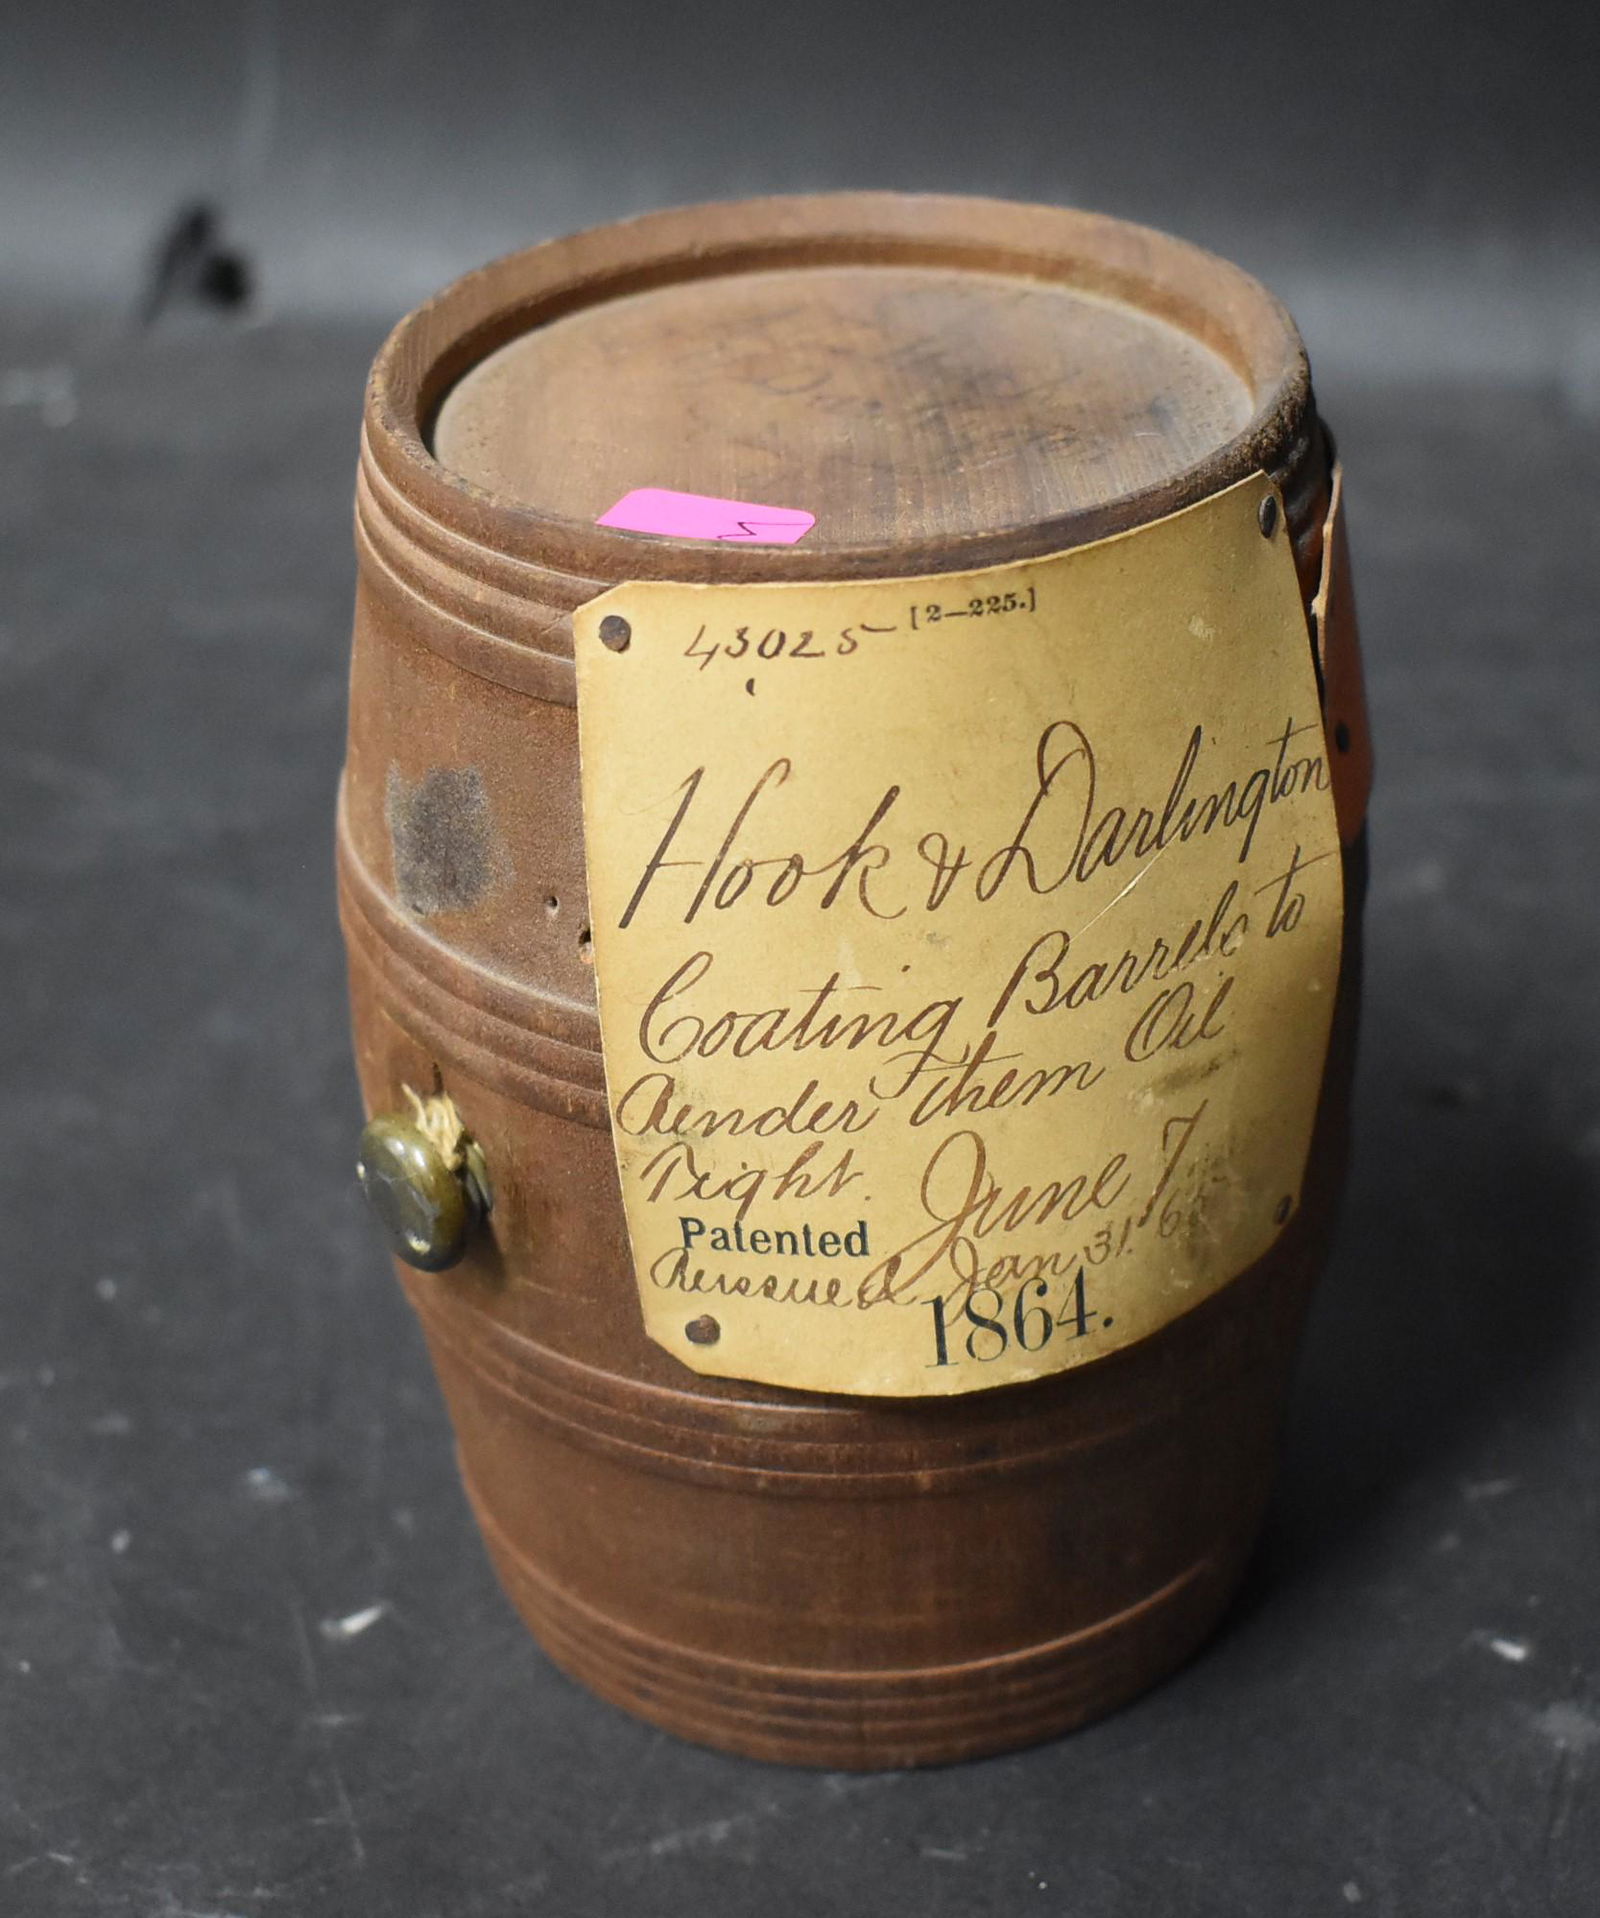 43025 [2—225.]
Hook & Darlington
Coating Barrels to
Render them Oil
Tight.
Patented June 7
Reissued Jan 31.
1864.